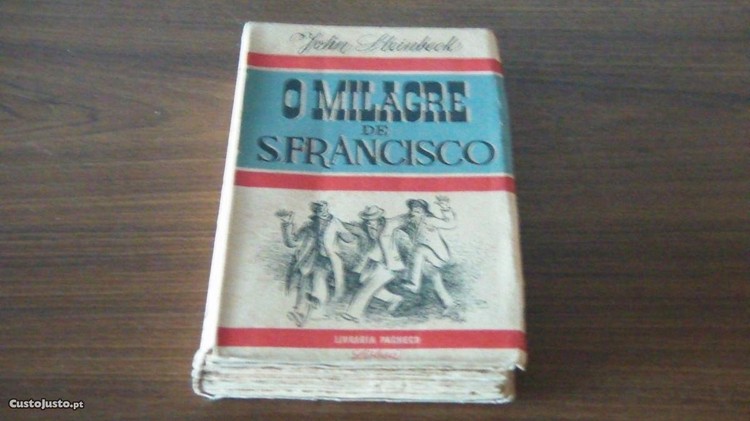 John Steinbeck
O MILAGRE
DE
S. FRANCISCO
LIVRARIA PACHECO
CustoJusto.pt